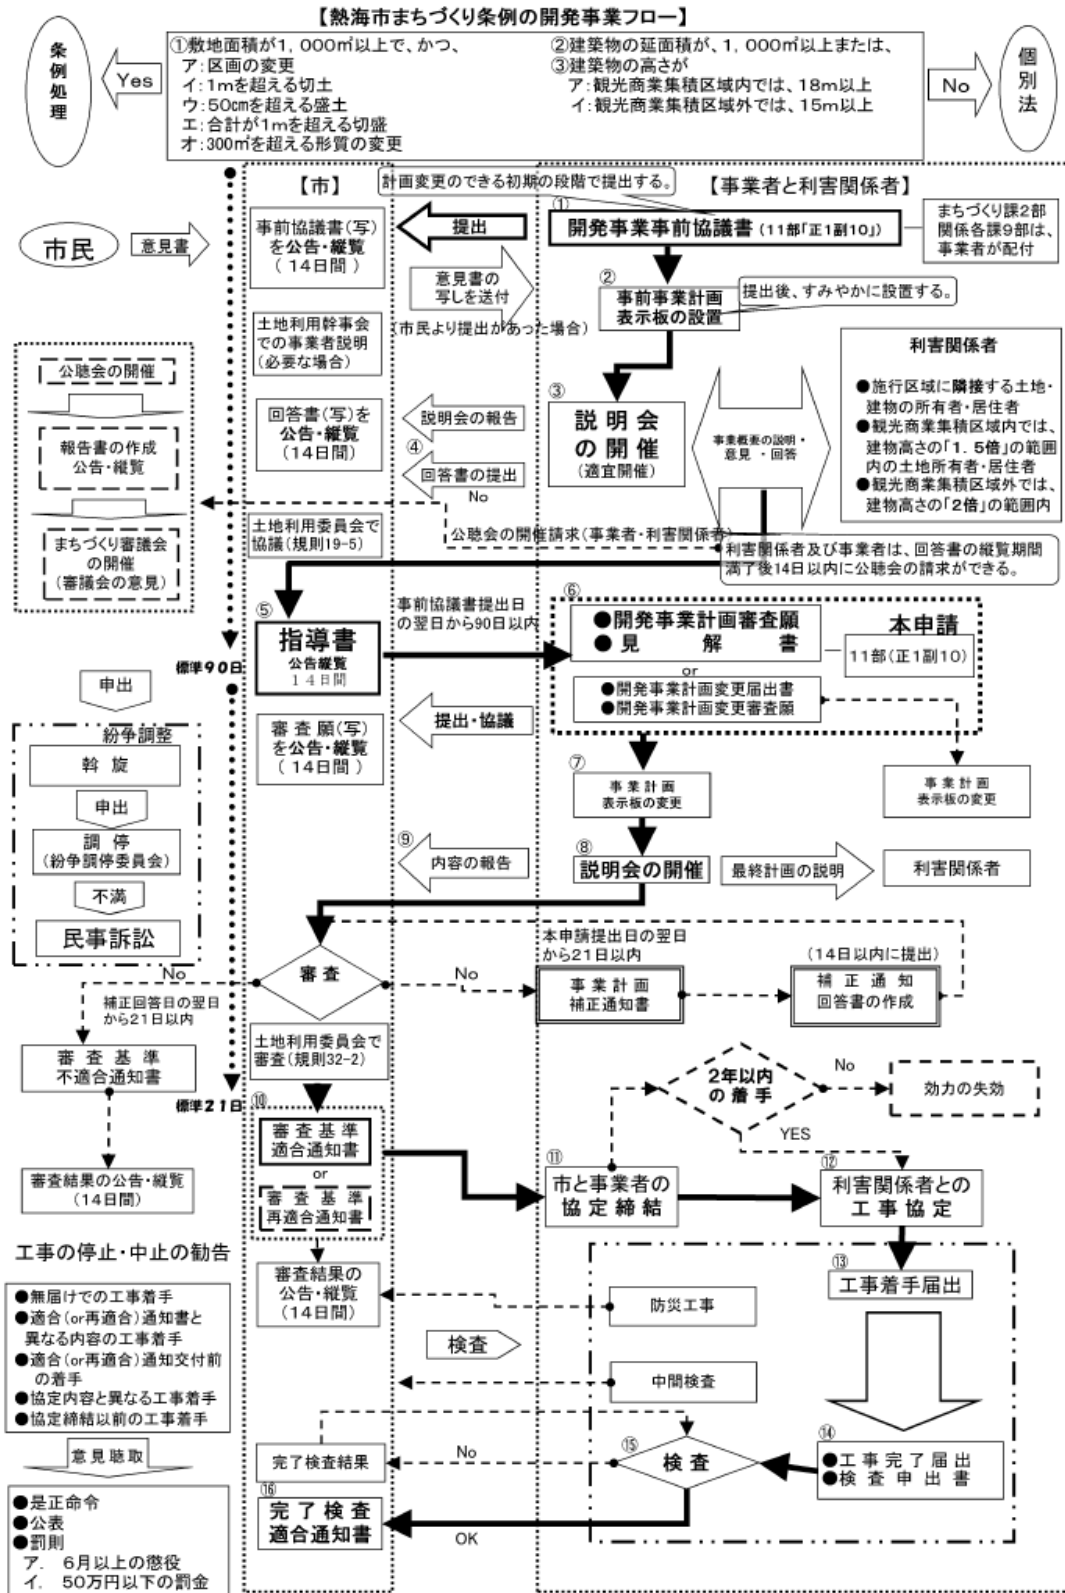 【熱海市まちづくり条例の開発事業フロー】
条例処理
Yes
①敷地面積が1,000㎡以上で、かつ、
ア:区画の変更
イ:1mを超える切土
ウ:50cmを超える盛土
エ:合計が1mを超える切盛
オ:300㎡を超える形質の変更
②建築物の延面積が、1,000㎡以上または、
③建築物の高さが
ア:観光商業集積区域内では、18m以上
イ:観光商業集積区域外では、15m以上
No
個別法
【市】
計画変更のできる初期の段階で提出する。
【事業者と利害関係者】
市民
意見書
事前協議書(写)
を公告・縦覧
(14日間)
提出
①
開発事業事前協議書(11部「正1副10」)
まちづくり課2部
関係各課9部は、
事業者が配付
意見書の
写しを送付
(市民より提出があった場合)
②
事前事業計画
表示板の設置
提出後、すみやかに設置する。
土地利用幹事会
での事業者説明
(必要な場合)
利害関係者
●施行区域に隣接する土地・
建物の所有者・居住者
●観光商業集積区域内では、
建物高さの「1.5倍」の範囲
内の土地所有者・居住者
●観光商業集積区域外では、
建物高さの「2倍」の範囲内
公聴会の開催
報告書の作成
公告・縦覧
まちづくり審議会
の開催
(審議会の意見)
回答書(写)を
公告・縦覧
(14日間)
説明会の報告
④
回答書の提出
No
③
説明会
の開催
(適宜開催)
事業概要の説明・
意見・回答
土地利用委員会で
協議(規則19-5)
公聴会の開催請求(事業者・利害関係者)
利害関係者及び事業者は、回答書の縦覧期間
満了後14日以内に公聴会の請求ができる。
⑤
指導書
公告縦覧
14日間
標準90日
事前協議書提出日
の翌日から90日以内
⑥
●開発事業計画審査願
●見解書
本申請
11部(正1副10)
or
●開発事業計画変更届出書
●開発事業計画変更審査願
申出
紛争調整
斡旋
申出
調停
(紛争調停委員会)
不満
民事訴訟
審査願(写)
を公告・縦覧
(14日間)
提出・協議
⑦
事業計画
表示板の変更
事業計画
表示板の変更
⑨
内容の報告
⑧
説明会の開催
最終計画の説明
利害関係者
審査
No
No
本申請提出日の翌日
から21日以内
事業計画
補正通知書
(14日以内に提出)
補正通知
回答書の作成
補正回答日の翌日
から21日以内
審査基準
不適合通知書
審査結果の公告・縦覧
(14日間)
土地利用委員会で
審査(規則32-2)
標準21日
⑩
審査基準
適合通知書
or
審査基準
再適合通知書
2年以内
の着手
No
効力の失効
YES
⑪
市と事業者の
協定締結
⑫
利害関係者との
工事協定
審査結果の
公告・縦覧
(14日間)
⑬
工事着手届出
防災工事
検査
中間検査
⑭
●工事完了届出
●検査申出書
⑮
検査
No
完了検査結果
⑯
完了検査
適合通知書
OK
工事の停止・中止の勧告
●無届けでの工事着手
●適合(or再適合)通知書と
異なる内容の工事着手
●適合(or再適合)通知交付前
の着手
●協定内容と異なる工事着手
●協定締結以前の工事着手
意見聴取
●是正命令
●公表
●罰則
ア. 6月以上の懲役
イ. 50万円以下の罰金